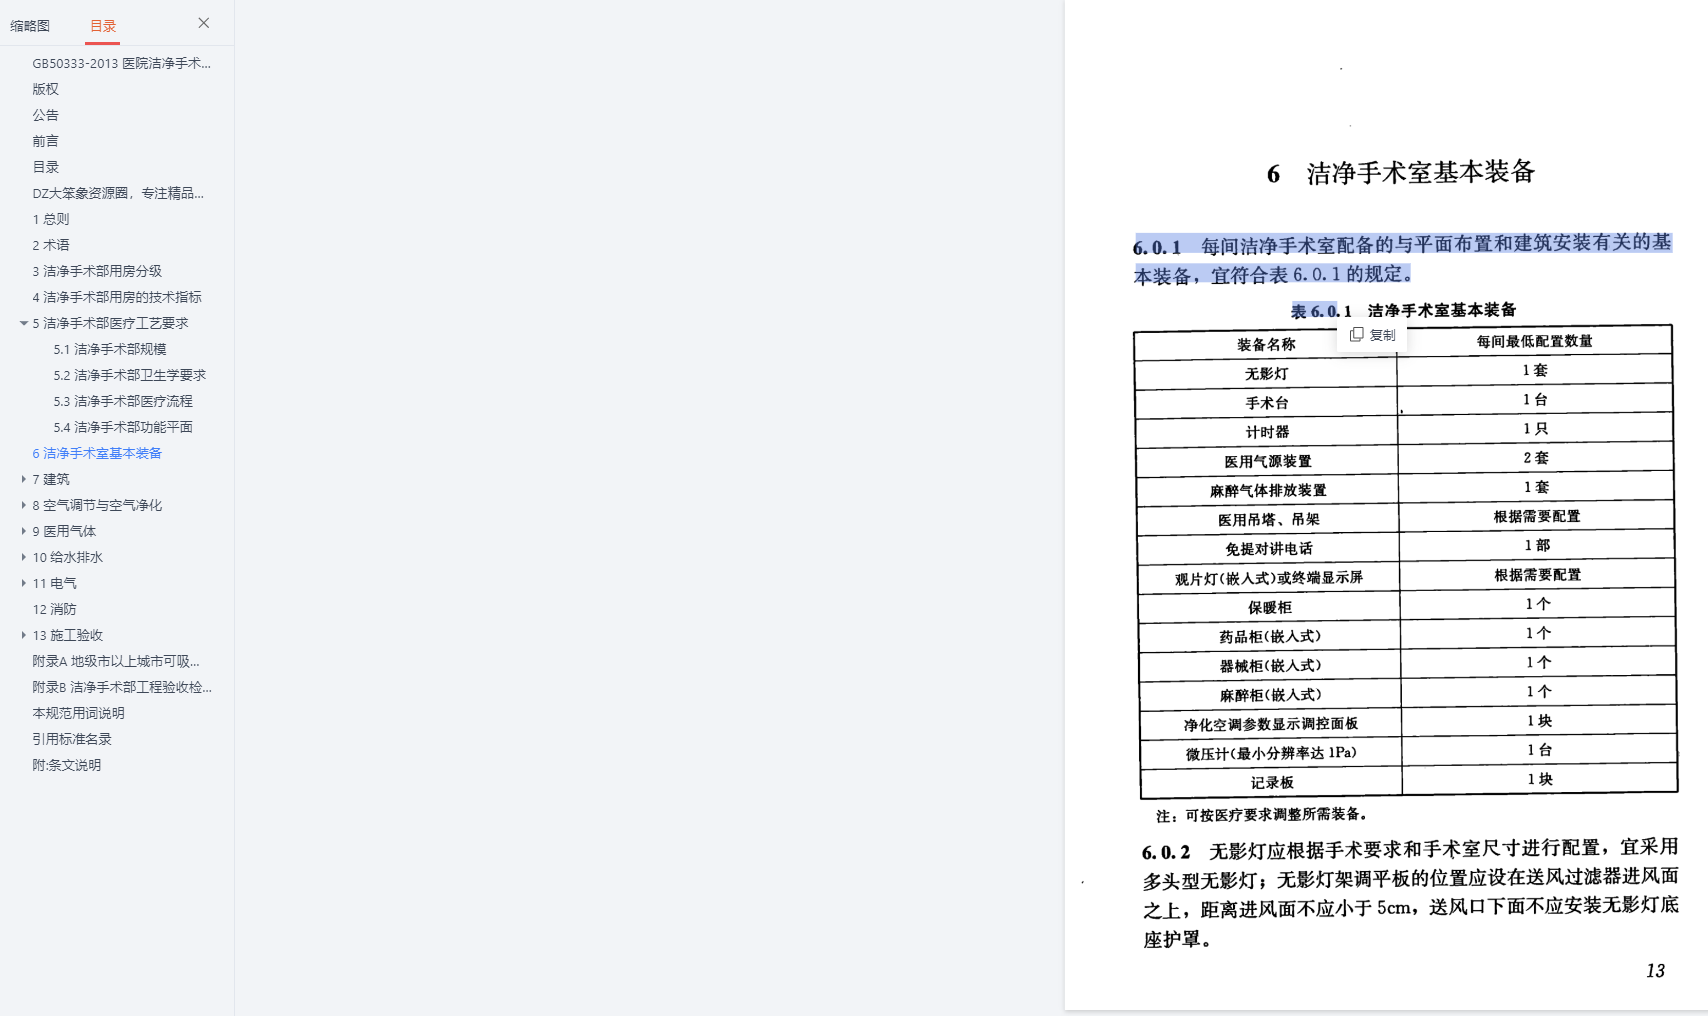 缩略图 目录
GB50333-2013 医院洁净手术...
版权
公告
前言
目录
DZ大笨象资源圈，专注精品...
1 总则
2 术语
3 洁净手术部用房分级
4 洁净手术部用房的技术指标
5 洁净手术部医疗工艺要求
5.1 洁净手术部规模
5.2 洁净手术部卫生学要求
5.3 洁净手术部医疗流程
5.4 洁净手术部功能平面
6 洁净手术室基本装备
7 建筑
8 空气调节与空气净化
9 医用气体
10 给水排水
11 电气
12 消防
13 施工验收
附录A 地级市以上城市可吸...
附录B 洁净手术部工程验收检...
本规范用词说明
引用标准名录
附:条文说明
6 洁净手术室基本装备
6.0.1 每间洁净手术室配备的与平面布置和建筑安装有关的基
本装备，宜符合表 6.0.1 的规定。
表 6.0.1 洁净手术室基本装备
复制
装备名称 每间最低配置数量
无影灯 1 套
手术台 1 台
计时器 1 只
医用气源装置 2 套
麻醉气体排放装置 1 套
医用吊塔、吊架 根据需要配置
免提对讲电话 1 部
观片灯(嵌入式)或终端显示屏 根据需要配置
保暖柜 1 个
药品柜(嵌入式) 1 个
器械柜(嵌入式) 1 个
麻醉柜(嵌入式) 1 个
净化空调参数显示调控面板 1 块
微压计(最小分辨率达 1Pa) 1 台
记录板 1 块
注：可按医疗要求调整所需装备。
6.0.2 无影灯应根据手术要求和手术室尺寸进行配置，宜采用
多头型无影灯；无影灯架调平板的位置应设在送风过滤器进风面
之上，距离进风面不应小于 5cm，送风口下面不应安装无影灯底
座护罩。
13